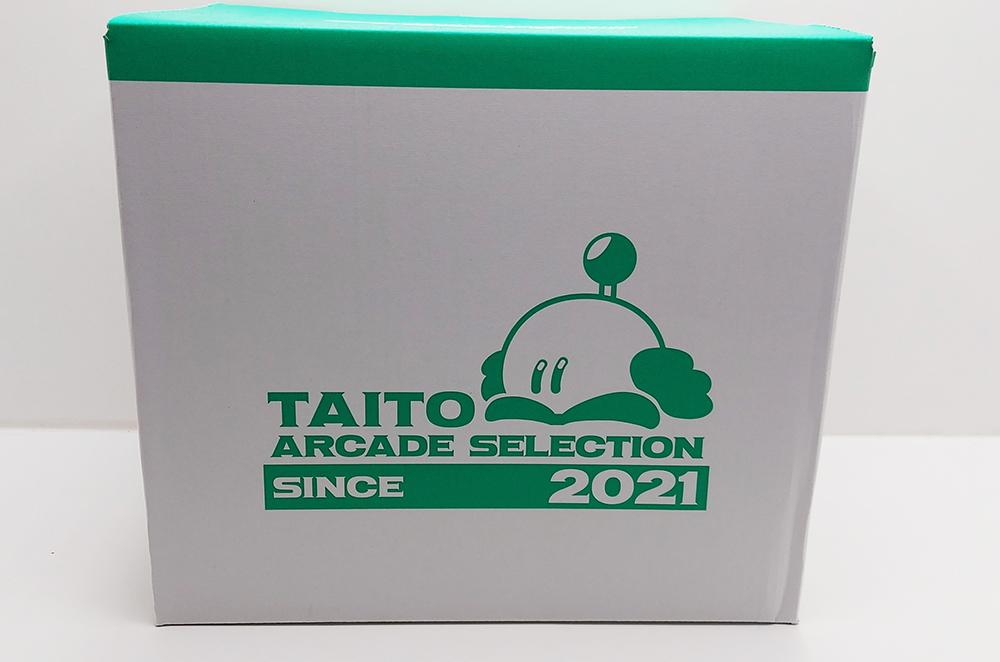 TAITO
ARCADE SELECTION
SINCE 2021